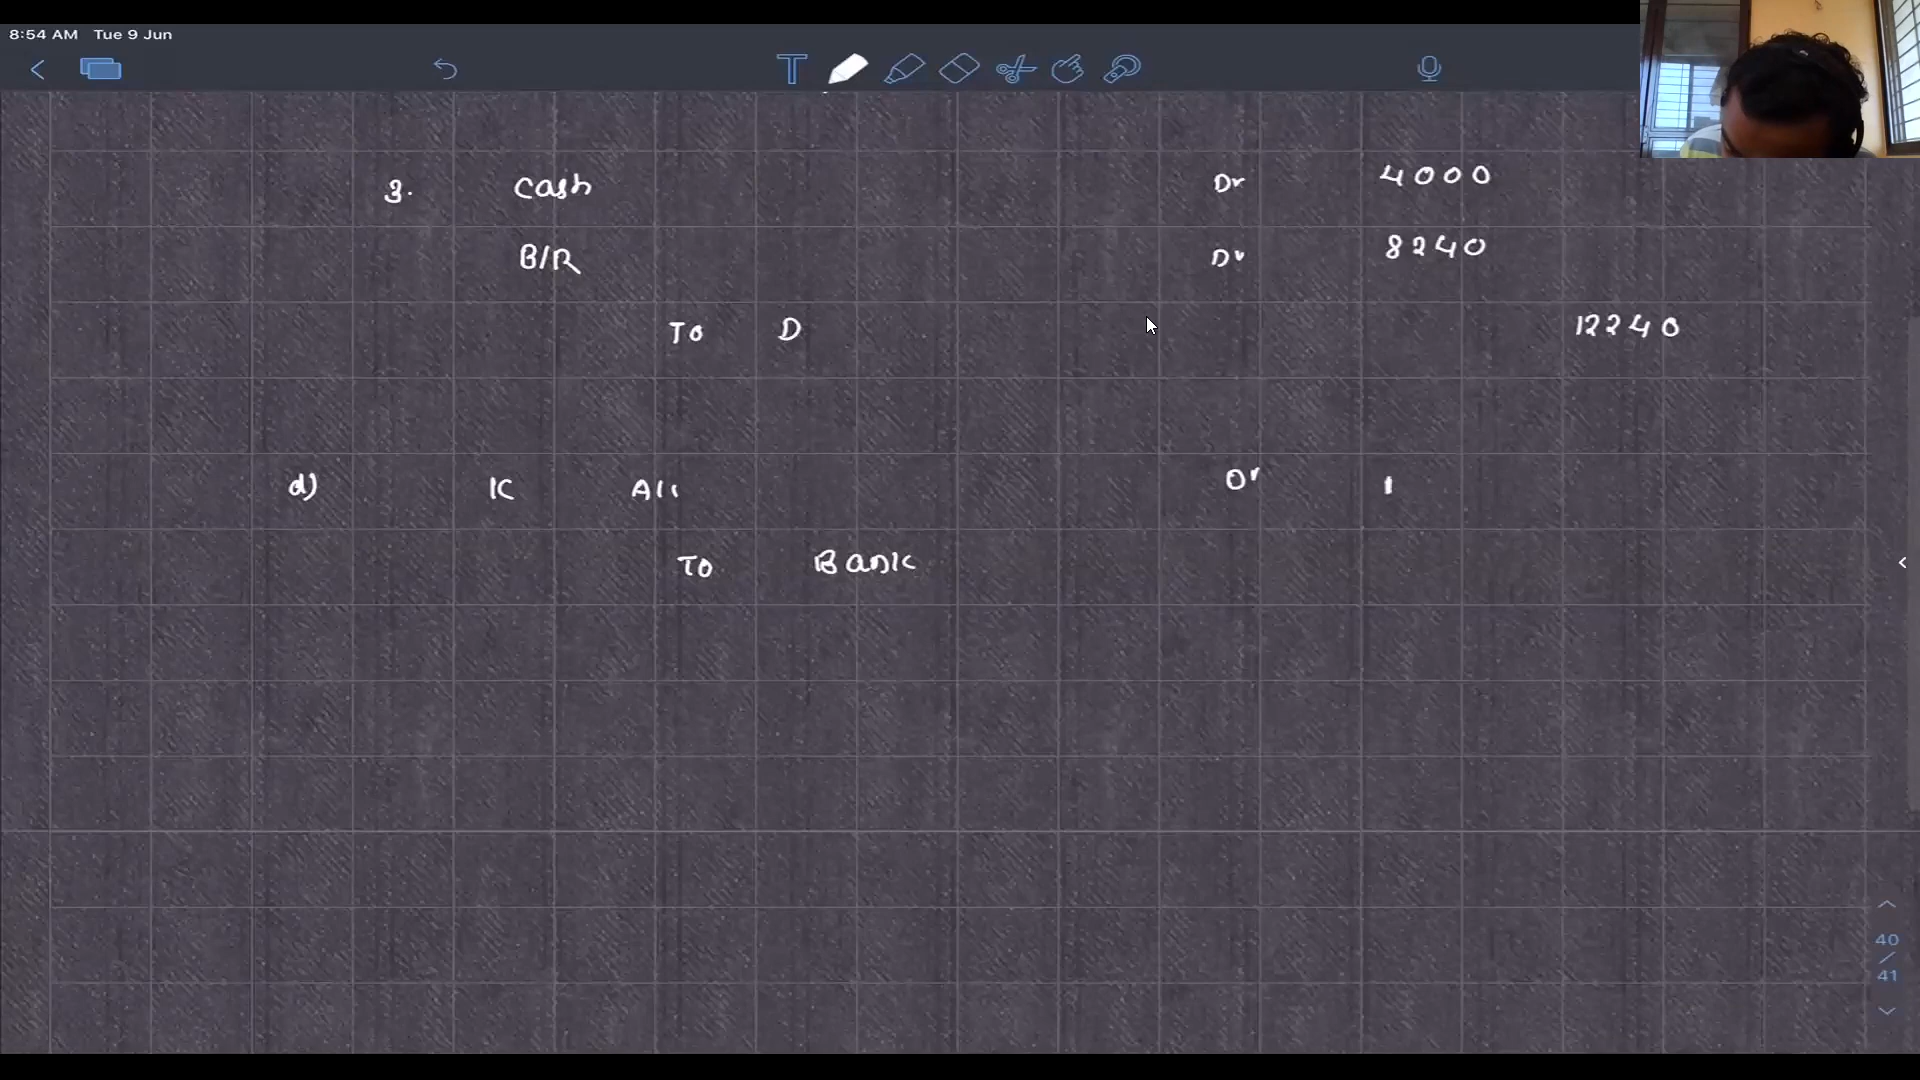 8:54 AM Tue 9 Jun
T
3. Cash Dr 4000
B/R Dr 8240
To D 12240
d) K A/c Dr 1
To Bank
40
/
41